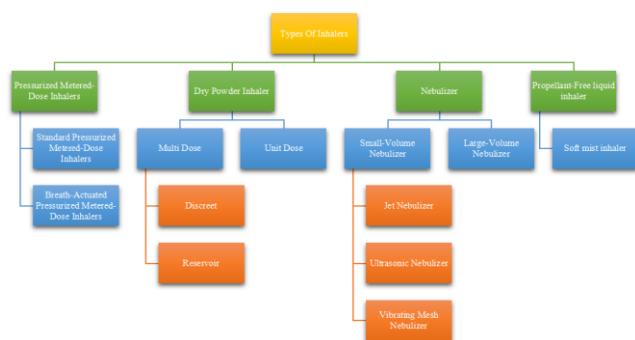 Types Of Inhalers
Pressurized Metered-
Dose Inhalers
Dry Powder Inhaler
Nebulizer
Propellant-Free liquid
inhaler
Standard Pressurized
Metered-Dose
Inhalers
Multi Dose
Unit Dose
Small-Volume
Nebulizer
Large-Volume
Nebulizer
Soft mist inhaler
Breath-Actuated
Pressurized Metered-
Dose Inhalers
Discreet
Jet Nebulizer
Reservoir
Ultrasonic Nebulizer
Vibrating Mesh
Nebulizer